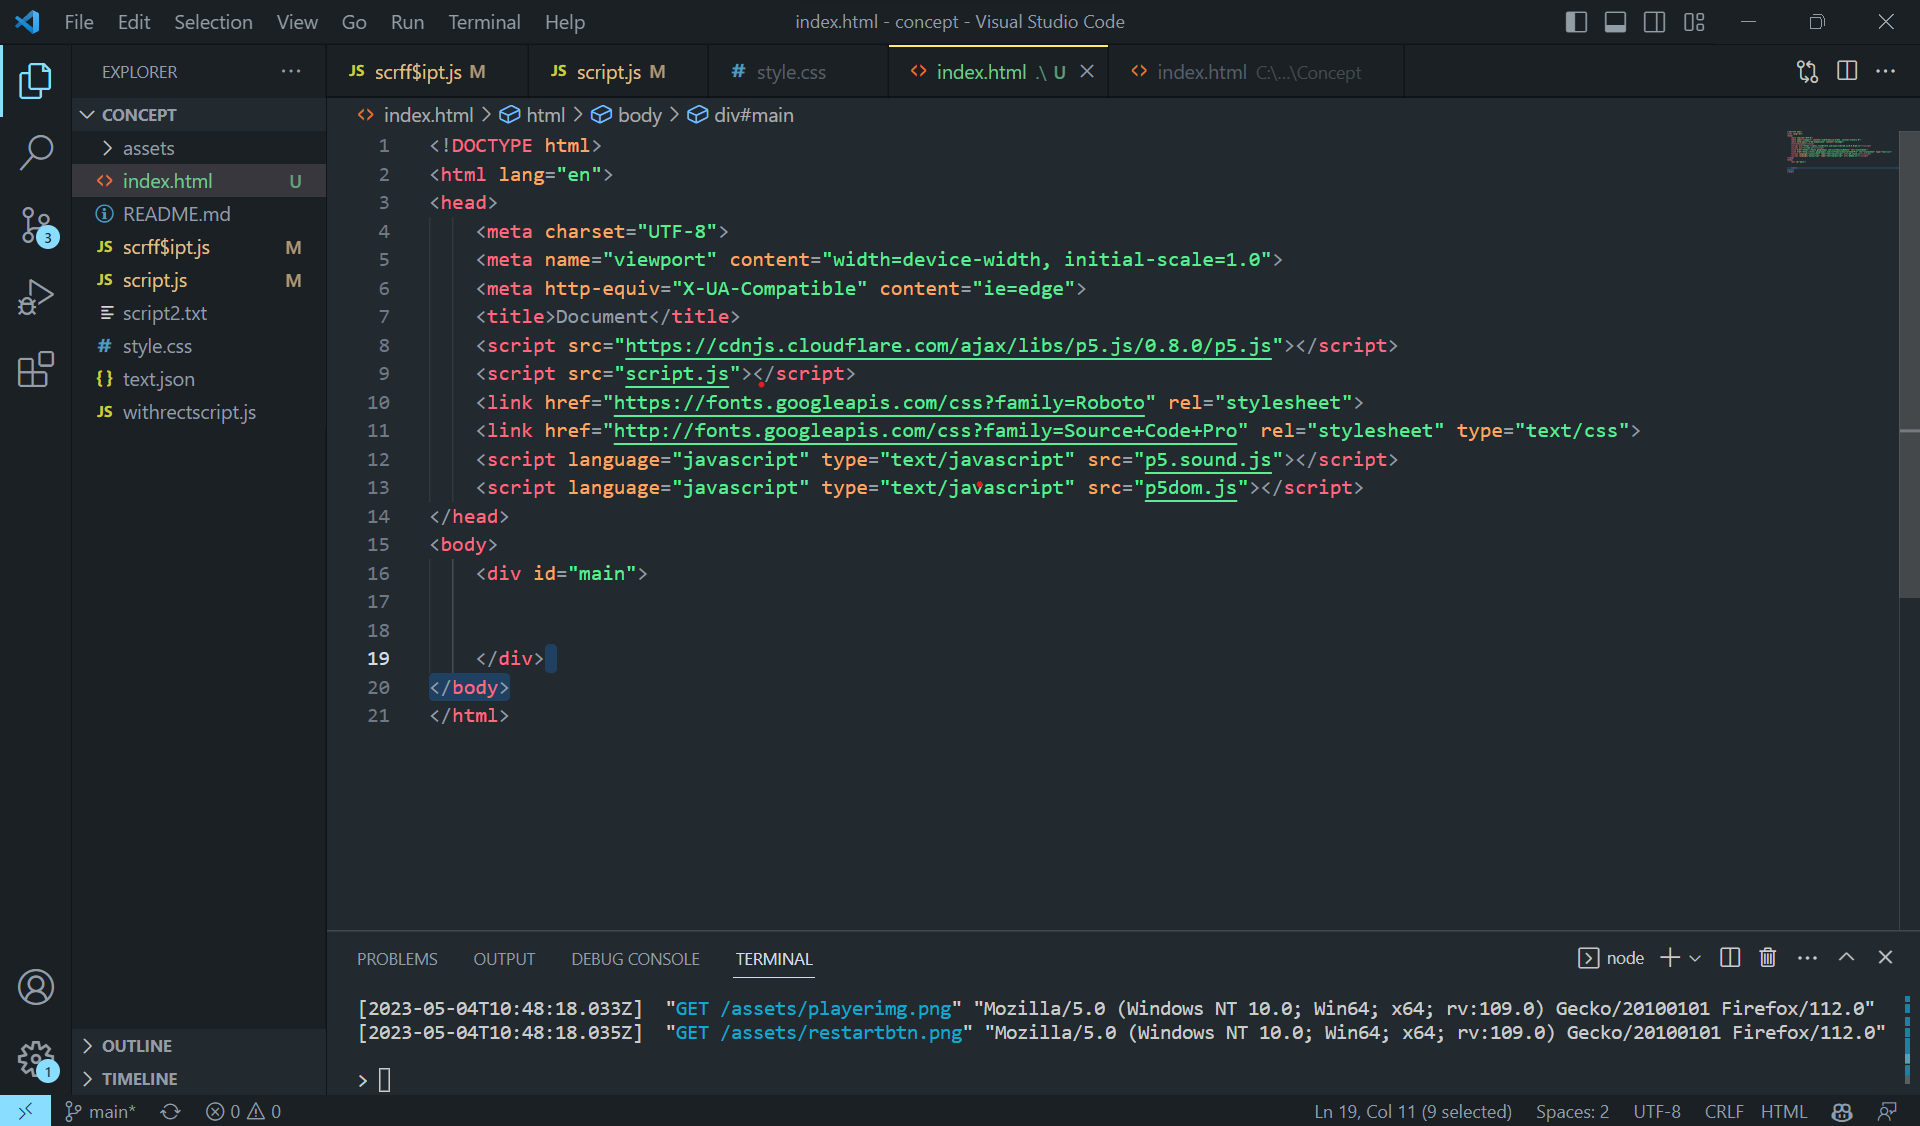 File Edit Selection View Go Run Terminal Help
index.html - concept - Visual Studio Code
EXPLORER
CONCEPT
assets
index.html U
README.md
scrff$ipt.js M
script.js M
script2.txt
style.css
text.json
withrectscript.js
OUTLINE
TIMELINE
3
1
JS scrff$ipt.js M JS script.js M # style.css <> index.html .\ U <> index.html C:\...\Concept
<> index.html > html > body > div#main
1 <!DOCTYPE html>
2 <html lang="en">
3 <head>
4 <meta charset="UTF-8">
5 <meta name="viewport" content="width=device-width, initial-scale=1.0">
6 <meta http-equiv="X-UA-Compatible" content="ie=edge">
7 <title>Document</title>
8 <script src="https://cdnjs.cloudflare.com/ajax/libs/p5.js/0.8.0/p5.js"></script>
9 <script src="script.js"></script>
10 <link href="https://fonts.googleapis.com/css?family=Roboto" rel="stylesheet">
11 <link href="http://fonts.googleapis.com/css?family=Source+Code+Pro" rel="stylesheet" type="text/css">
12 <script language="javascript" type="text/javascript" src="p5.sound.js"></script>
13 <script language="javascript" type="text/javascript" src="p5dom.js"></script>
14 </head>
15 <body>
16 <div id="main">
17
18
19 </div>
20 </body>
21 </html>
PROBLEMS OUTPUT DEBUG CONSOLE TERMINAL
node
[2023-05-04T10:48:18.033Z] "GET /assets/playerimg.png" "Mozilla/5.0 (Windows NT 10.0; Win64; x64; rv:109.0) Gecko/20100101 Firefox/112.0"
[2023-05-04T10:48:18.035Z] "GET /assets/restartbtn.png" "Mozilla/5.0 (Windows NT 10.0; Win64; x64; rv:109.0) Gecko/20100101 Firefox/112.0"
>
main* 0 0
Ln 19, Col 11 (9 selected) Spaces: 2 UTF-8 CRLF HTML